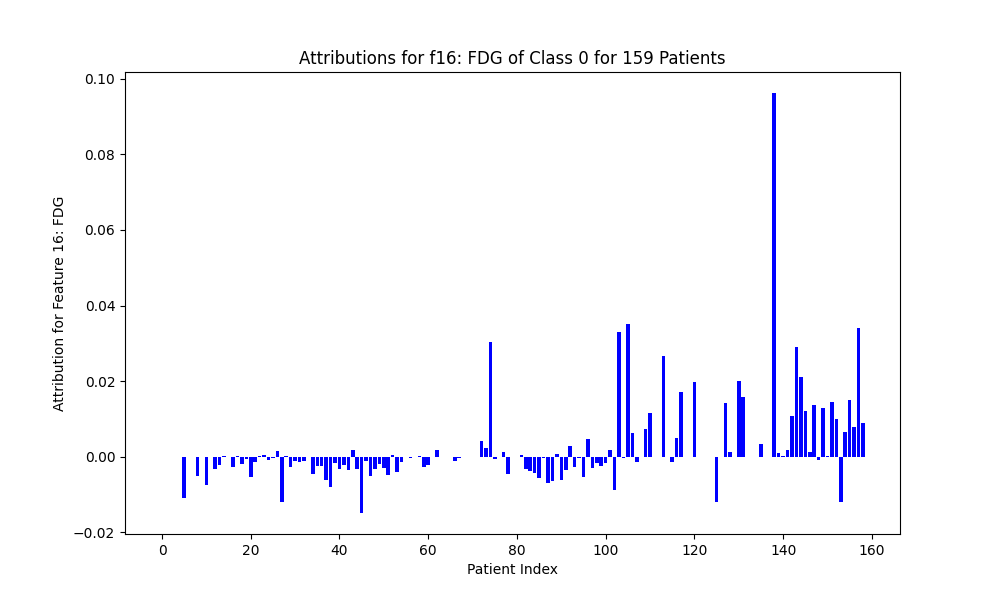 Attributions for f16: FDG of Class 0 for 159 Patients
Attribution for Feature 16: FDG
0.10
0.08
0.06
0.04
0.02
0.00
−0.02
0 20 40 60 80 100 120 140 160
Patient Index